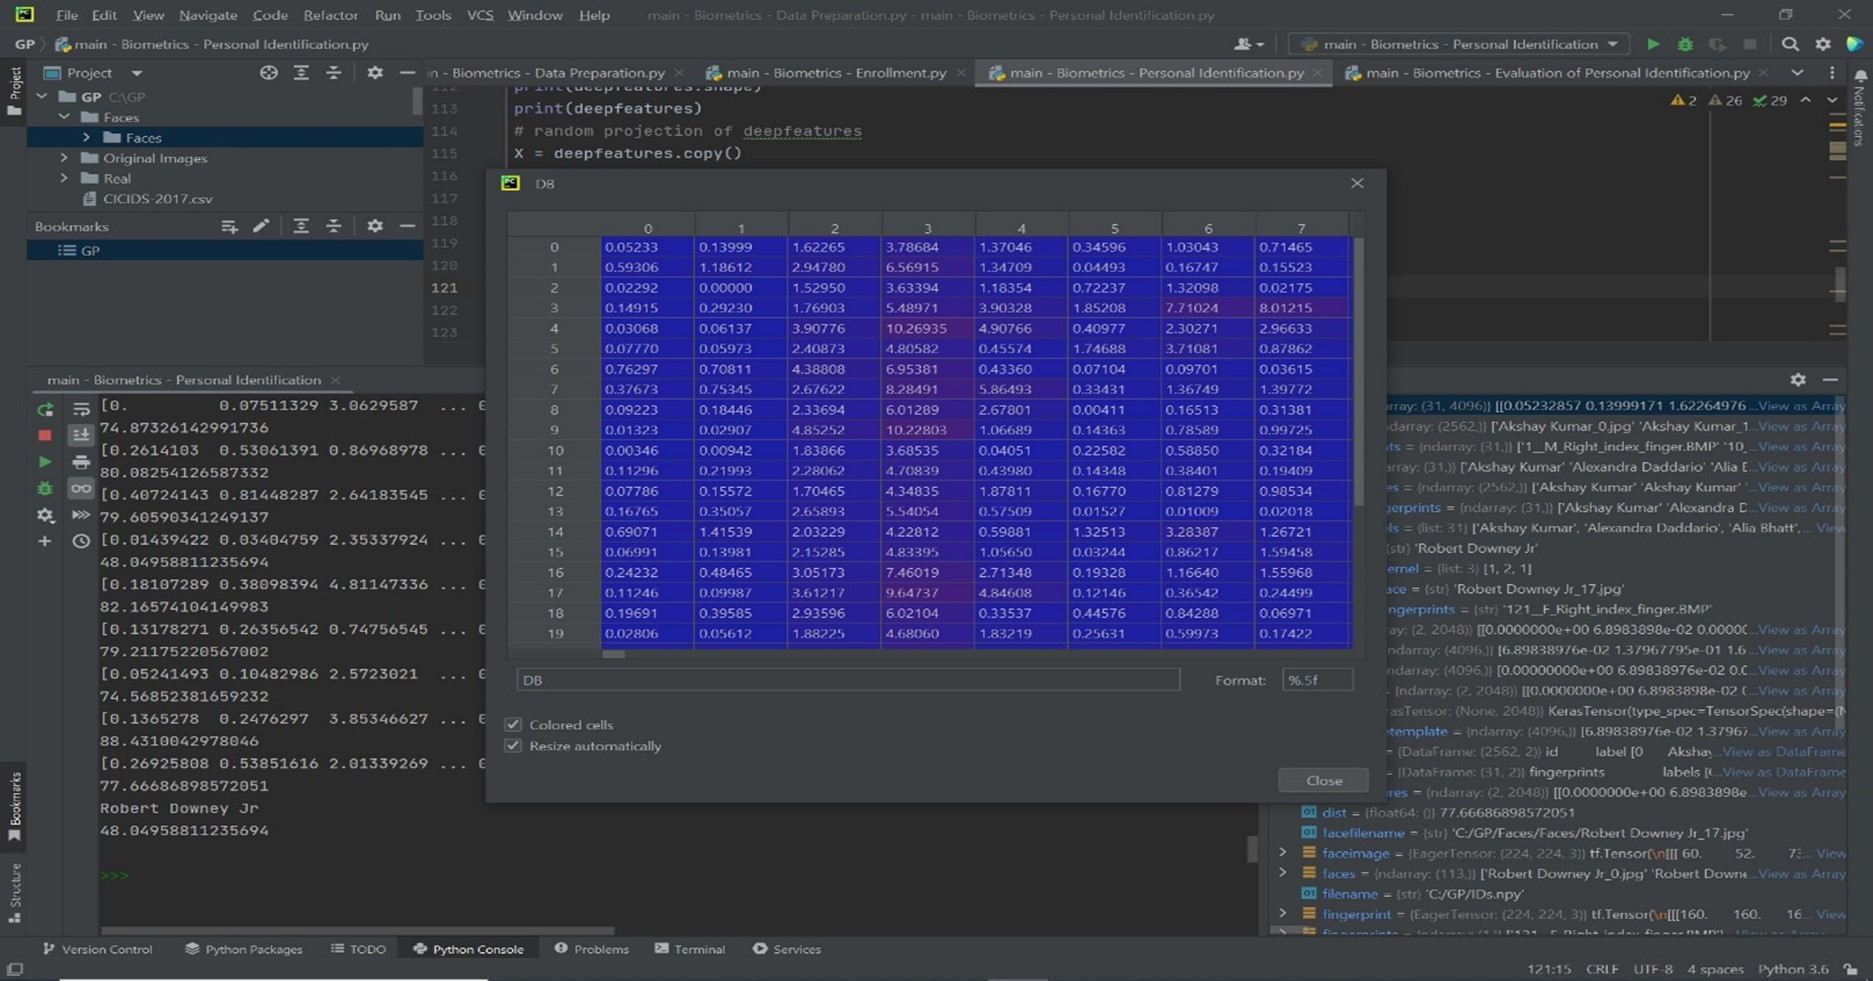 File Edit View Navigate Code Refactor Run Tools VCS Window Help main - Biometrics - Data Preparation.py - main - Biometrics - Personal Identification.py
GP main - Biometrics - Personal Identification.py
main - Biometrics - Personal Identification
Project
in - Biometrics - Data Preparation.py main - Biometrics - Enrollment.py main - Biometrics - Personal Identification.py main - Biometrics - Evaluation of Personal Identification.py
Project
Notifications
GP C:\GP
Faces
Faces
Original Images
Real
CICIDS-2017.csv
Bookmarks
GP
2 26 29
112 print(deepfeatures.shape)
113 print(deepfeatures)
114 # random projection of deepfeatures
115 X = deepfeatures.copy()
116
117
118
119
120
121
122
123
DB
0 1 2 3 4 5 6 7
0 0.05233 0.13999 1.62265 3.78684 1.37046 0.34596 1.03043 0.71465
1 0.59306 1.18612 2.94780 6.56915 1.34709 0.04493 0.16747 0.15523
2 0.02292 0.00000 1.52950 3.63394 1.18354 0.72237 1.32098 0.02175
3 0.14915 0.29230 1.76903 5.48971 3.90328 1.85208 7.71024 8.01215
4 0.03068 0.06137 3.90776 10.26935 4.90766 0.40977 2.30271 2.96633
5 0.07770 0.05973 2.40873 4.80582 0.45574 1.74688 3.71081 0.87862
6 0.76297 0.70811 4.38808 6.95381 0.43360 0.07104 0.09701 0.03615
7 0.37673 0.75345 2.67622 8.28491 5.86493 0.33431 1.36749 1.39772
8 0.09223 0.18446 2.33694 6.01289 2.67801 0.00411 0.16513 0.31381
9 0.01323 0.02907 4.85252 10.22803 1.06689 0.14363 0.78589 0.99725
10 0.00346 0.00942 1.83866 3.68535 0.04051 0.22582 0.58850 0.32184
11 0.11296 0.21993 2.28062 4.70839 0.43980 0.14348 0.38401 0.19409
12 0.07786 0.15572 1.70465 4.34835 1.87811 0.16770 0.81279 0.98534
13 0.16765 0.35057 2.65893 5.54054 0.57509 0.01527 0.01009 0.02018
14 0.69071 1.41539 2.03229 4.22812 0.59881 1.32513 3.28387 1.26721
15 0.06991 0.13981 2.15285 4.83395 1.05650 0.03244 0.86217 1.59458
16 0.24232 0.48465 3.05173 7.46019 2.71348 0.19328 1.16640 1.55968
17 0.11246 0.09987 3.61217 9.64737 4.84608 0.12146 0.36542 0.24499
18 0.19691 0.39585 2.93596 6.02104 0.33537 0.44576 0.84288 0.06971
19 0.02806 0.05612 1.88225 4.68060 1.83219 0.25631 0.59973 0.17422
DB Format: %.5f
Colored cells
Resize automatically
Close
main - Biometrics - Personal Identification
[0. 0.07511329 3.0629587 ...
74.87326142991736
[0.2614103 0.53061391 0.86968978 ...
80.08254126587332
[0.40724143 0.81448287 2.64183545 ...
79.60590341249137
[0.01439422 0.03404759 2.35337924 ...
48.04958811235694
[0.18107289 0.38098394 4.81147336 ...
82.16574104149983
[0.13178271 0.26356542 0.74756545 ...
79.21175220567002
[0.05241493 0.10482986 2.5723021 ...
74.56852381659232
[0.1365278 0.2476297 3.85346627 ...
88.4310042978046
[0.26925808 0.53851616 2.01339269 ...
77.66686898572051
Robert Downey Jr
48.04958811235694
>>>
rray: (31, 4096)} [[0.05232857 0.13999171 1.62264976 ...View as Array
ndarray: (2562,)} ['Akshay Kumar_0.jpg' 'Akshay Kumar_1...View as Array
ts = {ndarray: (31,)} ['1__M_Right_index_finger.BMP' '10_...View as Array
array: (31,)} ['Akshay Kumar' 'Alexandra Daddario' 'Alia E...View as Array
es = {ndarray: (2562,)} ['Akshay Kumar' 'Akshay Kumar' ...View as Array
gerprints = {ndarray: (31,)} ['Akshay Kumar' 'Alexandra D...View as Array
els = {list: 31} ['Akshay Kumar', 'Alexandra Daddario', 'Alia Bhatt',... View
{str} 'Robert Downey Jr'
ernel = {list: 3} [1, 2, 1]
ace = {str} 'Robert Downey Jr_17.jpg'
ngerprints = {str} '121__F_Right_index_finger.BMP'
ray: (2, 2048)} [[0.0000000e+00 6.8983898e-02 0.0000C...View as Array
ndarray: (4096,)} [6.89838976e-02 1.37967795e-01 1.6...View as Array
{ndarray: (4096,)} [0.00000000e+00 6.89838976e-02 0.0...View as Array
{ndarray: (2, 2048)} [[0.0000000e+00 6.8983898e-02 0...View as Array
rasTensor: (None, 2048)} KerasTensor(type_spec=TensorSpec(shape=(N
etemplate = {ndarray: (4096,)} [6.89838976e-02 1.37967...View as Array
= {DataFrame: (2562, 2)} id label [0 Akshay...View as DataFrame
= {DataFrame: (31, 2)} fingerprints labels [0...View as DataFrame
res = {ndarray: (2, 2048)} [[0.0000000e+00 6.8983898e...View as Array
dist = {float64: ()} 77.66686898572051
facefilename = {str} 'C:/GP/Faces/Faces/Robert Downey Jr_17.jpg'
faceimage = {EagerTensor: (224, 224, 3)} tf.Tensor(\n[[[ 60. 52. 73... View
faces = {ndarray: (113,)} ['Robert Downey Jr_0.jpg' 'Robert Downe...View as Array
filename = {str} 'C:/GP/IDs.npy'
fingerprint = {EagerTensor: (224, 224, 3)} tf.Tensor(\n[[[160. 160. 16... View
Bookmarks
Structure
Version Control Python Packages TODO Python Console Problems Terminal Services
121:15 CRLF UTF-8 4 spaces Python 3.6